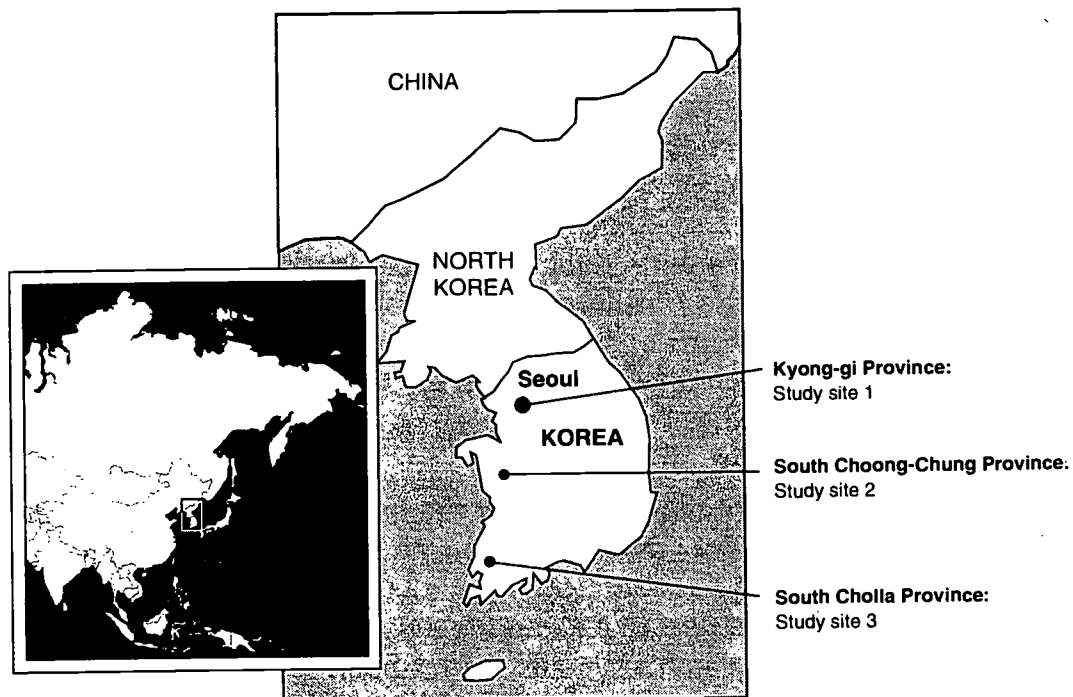 CHINA
NORTH
KOREA
Seoul
KOREA
Kyong-gi Province:
Study site 1
South Choong-Chung Province:
Study site 2
South Cholla Province:
Study site 3